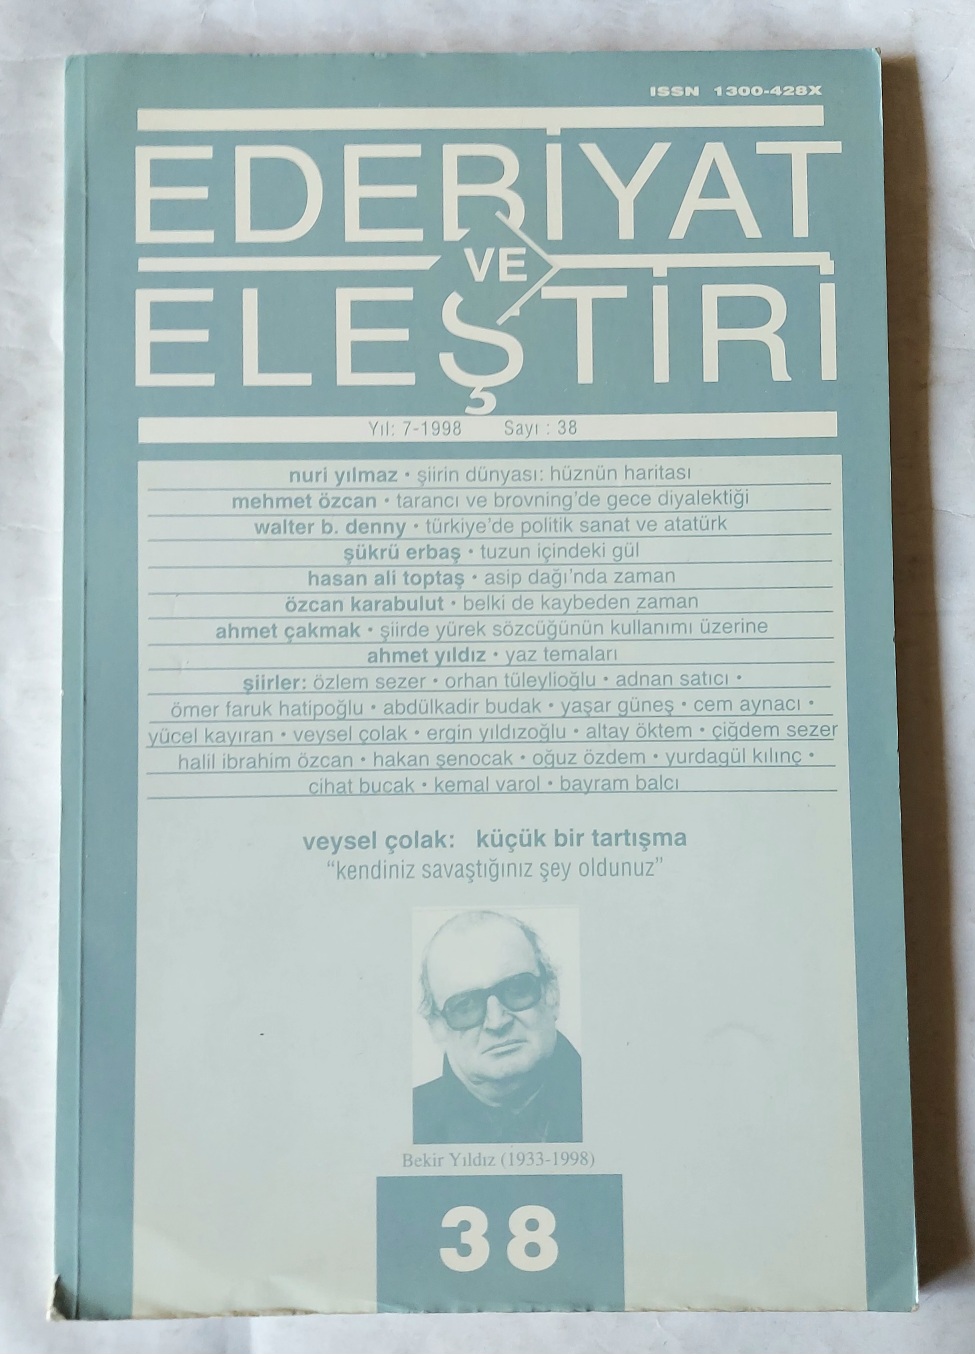 ISSN 1300-428X
EDEBİYAT
VE
ELEŞTİRİ
Yıl: 7-1998 Sayı : 38
nuri yılmaz • şiirin dünyası: hüznün haritası
mehmet özcan • tarancı ve brovning'de gece diyalektiği
walter b. denny • türkiye'de politik sanat ve atatürk
şükrü erbaş • tuzun içindeki gül
hasan ali toptaş • asip dağı'nda zaman
özcan karabulut • belki de kaybeden zaman
ahmet çakmak • şiirde yürek sözcüğünün kullanımı üzerine
ahmet yıldız • yaz temaları
şiirler: özlem sezer • orhan tüleylioğlu • adnan satıcı •
ömer faruk hatipoğlu • abdülkadir budak • yaşar güneş • cem aynacı •
yücel kayıran • veysel çolak • ergin yıldızoğlu • altay öktem • çiğdem sezer
halil ibrahim özcan • hakan şenocak • oğuz özdem • yurdagül kılınç •
cihat bucak • kemal varol • bayram balcı
veysel çolak: küçük bir tartışma
"kendiniz savaştığınız şey oldunuz"
Bekir Yıldız (1933-1998)
38